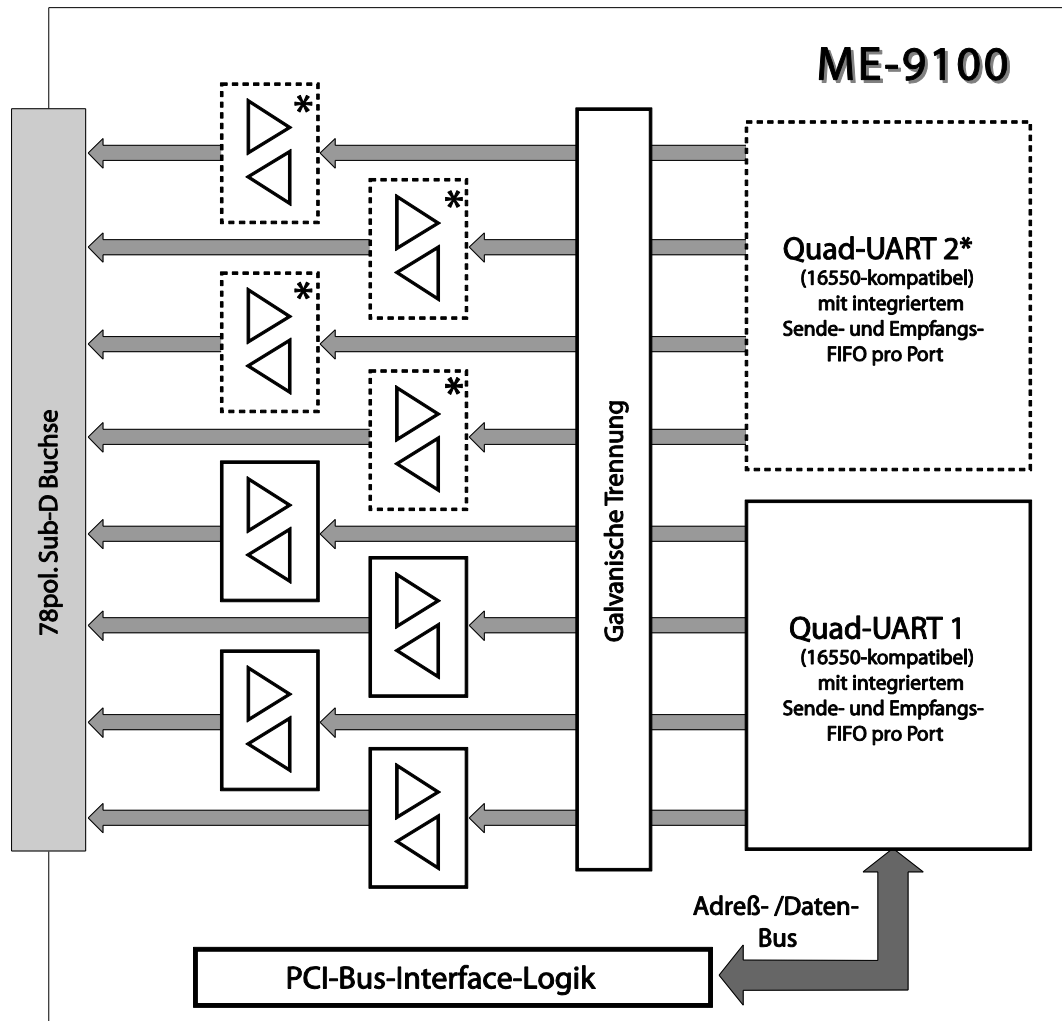 ME-9100
*
*
*
*
78pol. Sub-D Buchse
Galvanische Trennung
Quad-UART 2*
(16550-kompatibel)
mit integriertem
Sende- und Empfangs-
FIFO pro Port
Quad-UART 1
(16550-kompatibel)
mit integriertem
Sende- und Empfangs-
FIFO pro Port
Adreß- /Daten-
Bus
PCI-Bus-Interface-Logik